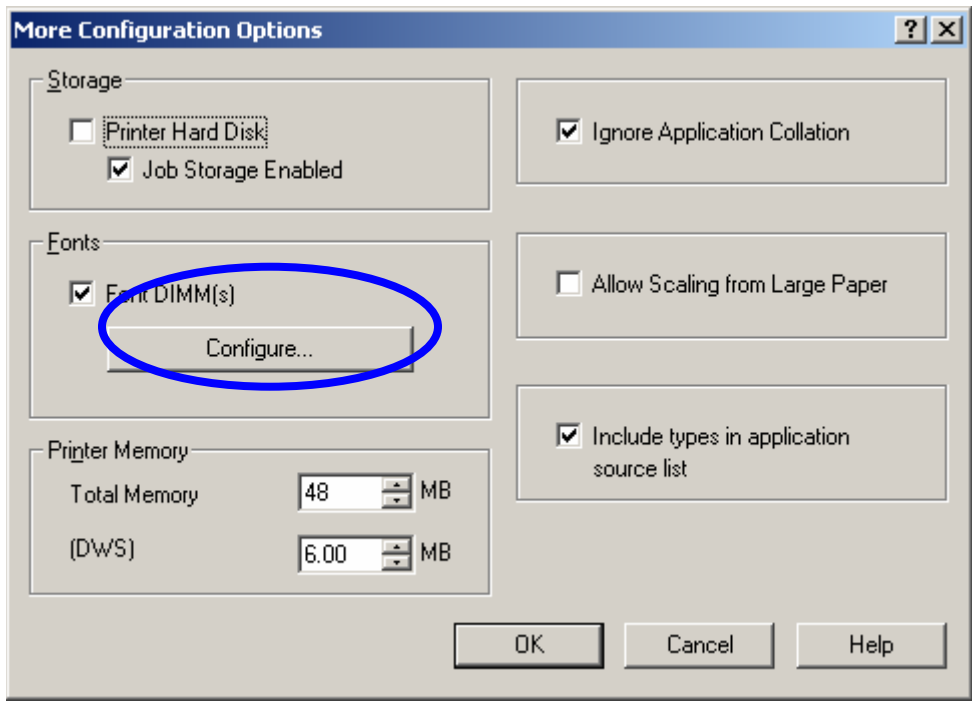 More Configuration Options
Storage
Printer Hard Disk
Job Storage Enabled
Fonts
Font DIMM(s)
Configure...
Printer Memory
Total Memory 48 MB
(DWS) 6.00 MB
Ignore Application Collation
Allow Scaling from Large Paper
Include types in application
source list
OK Cancel Help